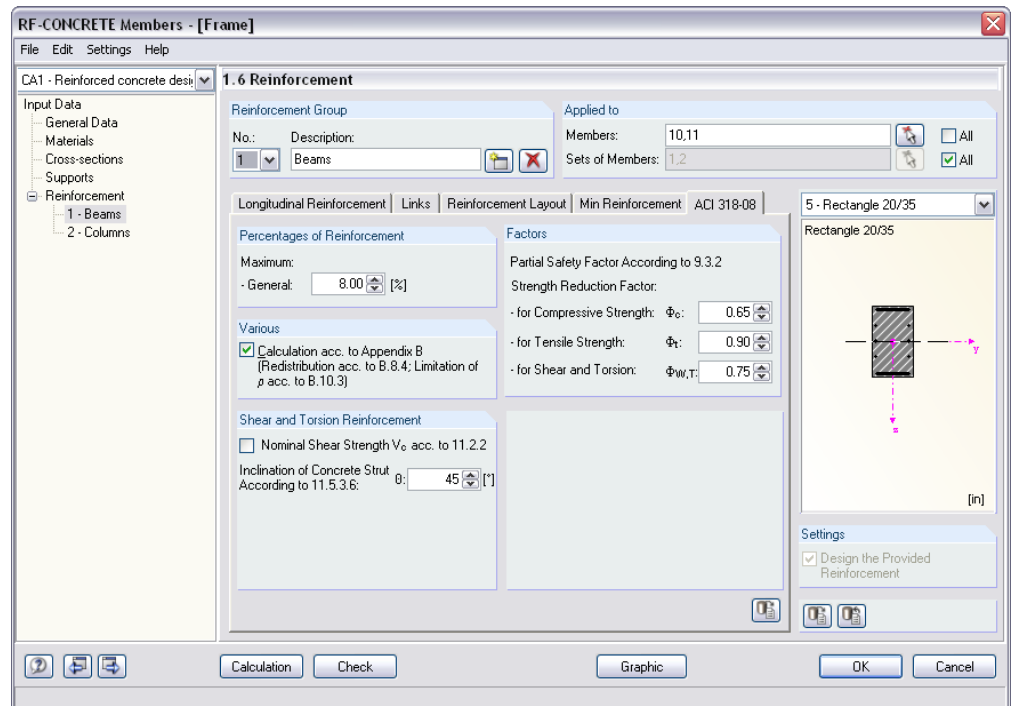 RF-CONCRETE Members - [Frame]
File Edit Settings Help
CA1 - Reinforced concrete desi
1.6 Reinforcement
Input Data
General Data
Materials
Cross-sections
Supports
Reinforcement
1 - Beams
2 - Columns
Reinforcement Group
No.: Description:
1 Beams
Applied to
Members: 10,11 All
Sets of Members: 1,2 All
Longitudinal Reinforcement Links Reinforcement Layout Min Reinforcement ACI 318-08
Percentages of Reinforcement
Maximum:
- General: 8.00 [%]
Various
Calculation acc. to Appendix B
(Redistribution acc. to B.8.4; Limitation of
ρ acc. to B.10.3)
Shear and Torsion Reinforcement
Nominal Shear Strength Vc acc. to 11.2.2
Inclination of Concrete Strut
According to 11.5.3.6: θ: 45 [°]
Factors
Partial Safety Factor According to 9.3.2
Strength Reduction Factor:
- for Compressive Strength: Φc: 0.65
- for Tensile Strength: Φt: 0.90
- for Shear and Torsion: ΦW,T: 0.75
5 - Rectangle 20/35
Rectangle 20/35
y
z
[in]
Settings
Design the Provided
Reinforcement
Calculation Check Graphic OK Cancel